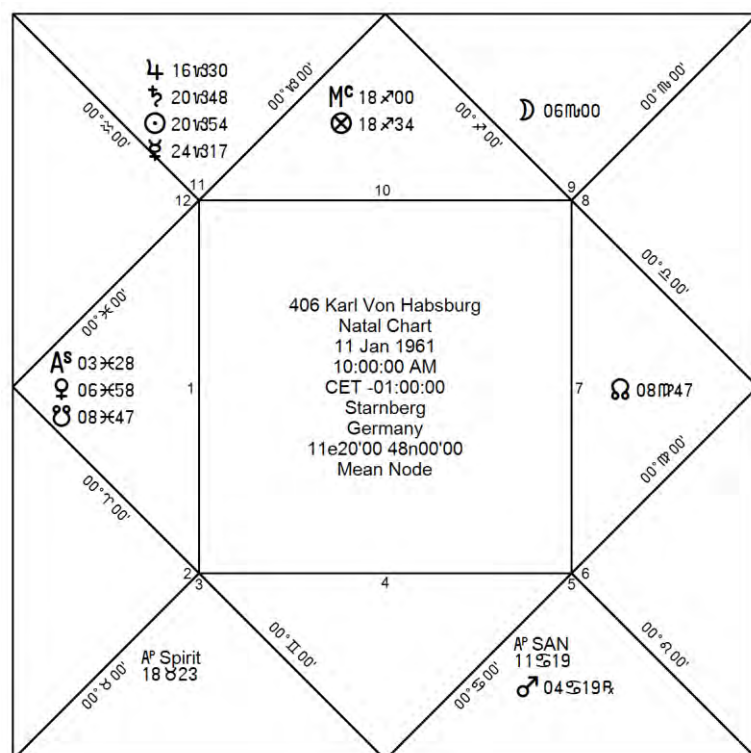 00°♒00'
♃ 16♑30
♄ 20♑48
☉ 20♑54
☿ 24♑17
00°♑00'
Mc 18♐00
⊗ 18♐34
00°♐00'
☽ 06♏00
00°♏00'
11
12
10
9
8
00°♓00'
00°♎00'
406 Karl Von Habsburg
Natal Chart
11 Jan 1961
10:00:00 AM
CET -01:00:00
Starnberg
Germany
11e20'00 48n00'00
Mean Node
As 03♓28
♀ 06♓58
☋ 08♓47
1
7
☊ 08♍47
00°♈00'
00°♍00'
2
3
4
5
6
Ap Spirit
18♉23
00°♉00'
00°♊00'
00°♋00'
Ap SAN
11♋19
♂ 04♋19℞
00°♌00'